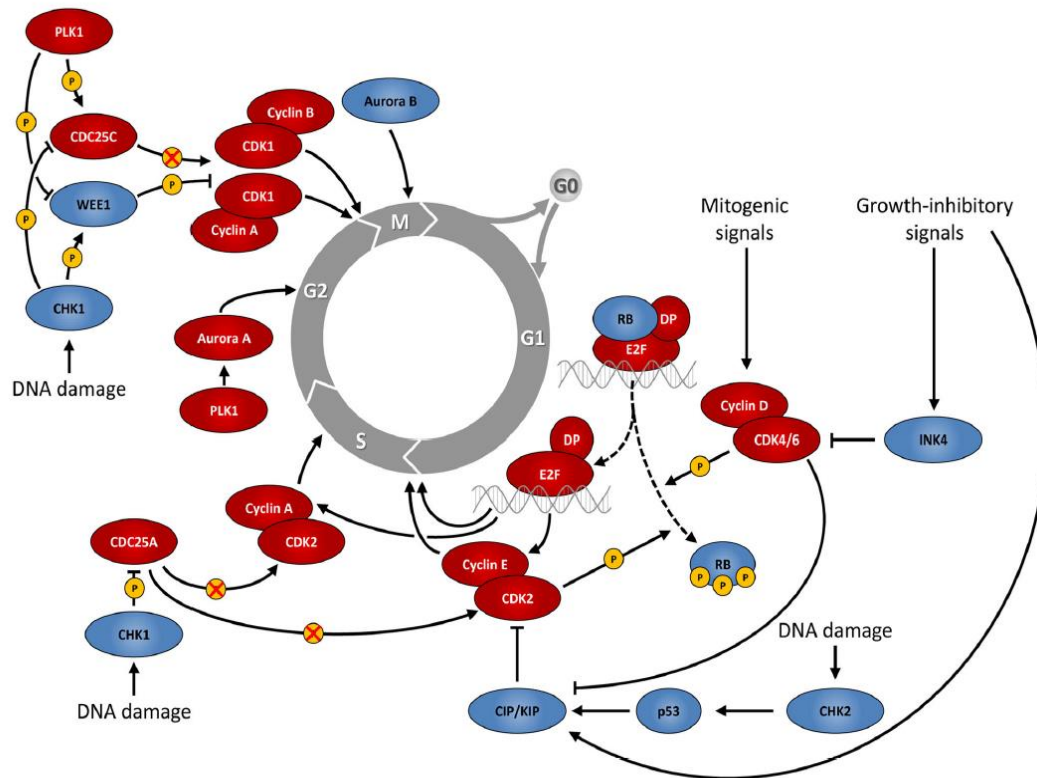 PLK1
P
P
CDC25C
Cyclin B
CDK1
Aurora B
P
WEE1
P
CDK1
Cyclin A
P
CHK1
DNA damage
M
G0
G2
G1
S
Aurora A
PLK1
Mitogenic
signals
Growth-inhibitory
signals
RB
DP
E2F
Cyclin D
CDK4/6
INK4
P
DP
E2F
Cyclin A
CDK2
CDC25A
P
CHK1
DNA damage
Cyclin E
CDK2
P
RB
P
P
P
DNA damage
CIP/KIP
p53
CHK2